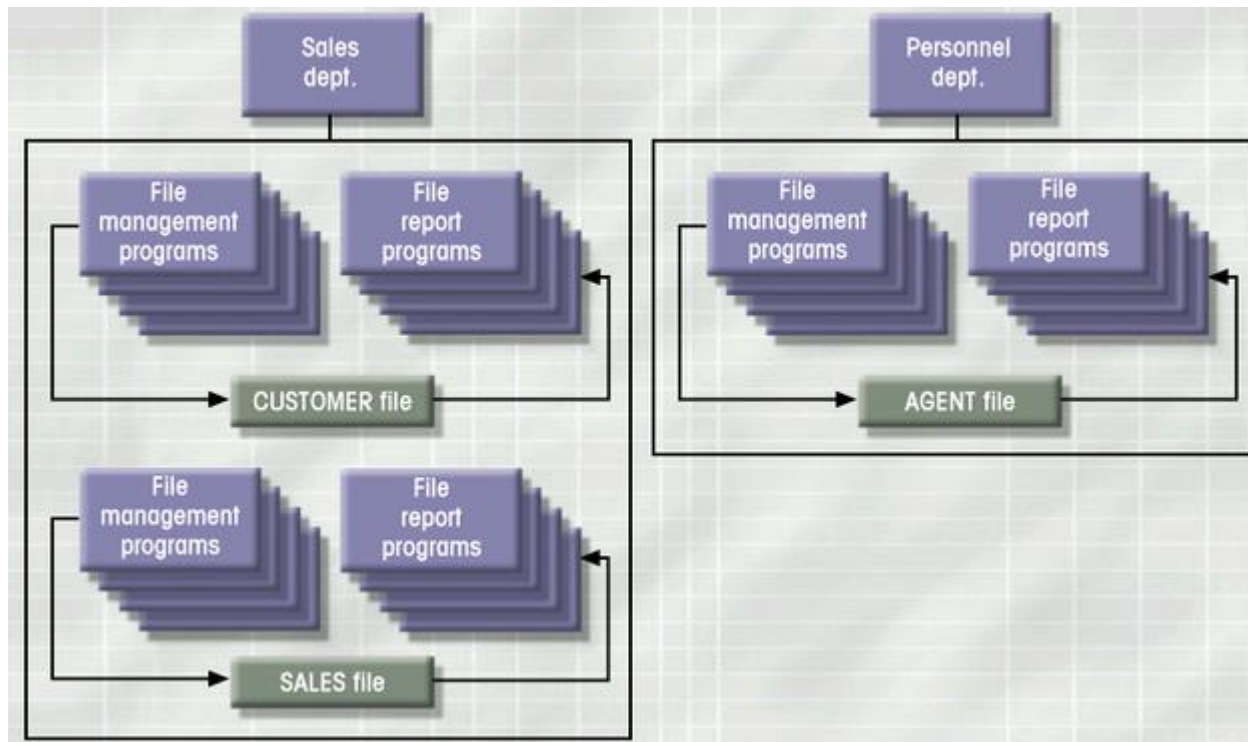 Sales
dept.
Personnel
dept.
File
management
programs
File
report
programs
File
management
programs
File
report
programs
CUSTOMER file
AGENT file
File
management
programs
File
report
programs
SALES file